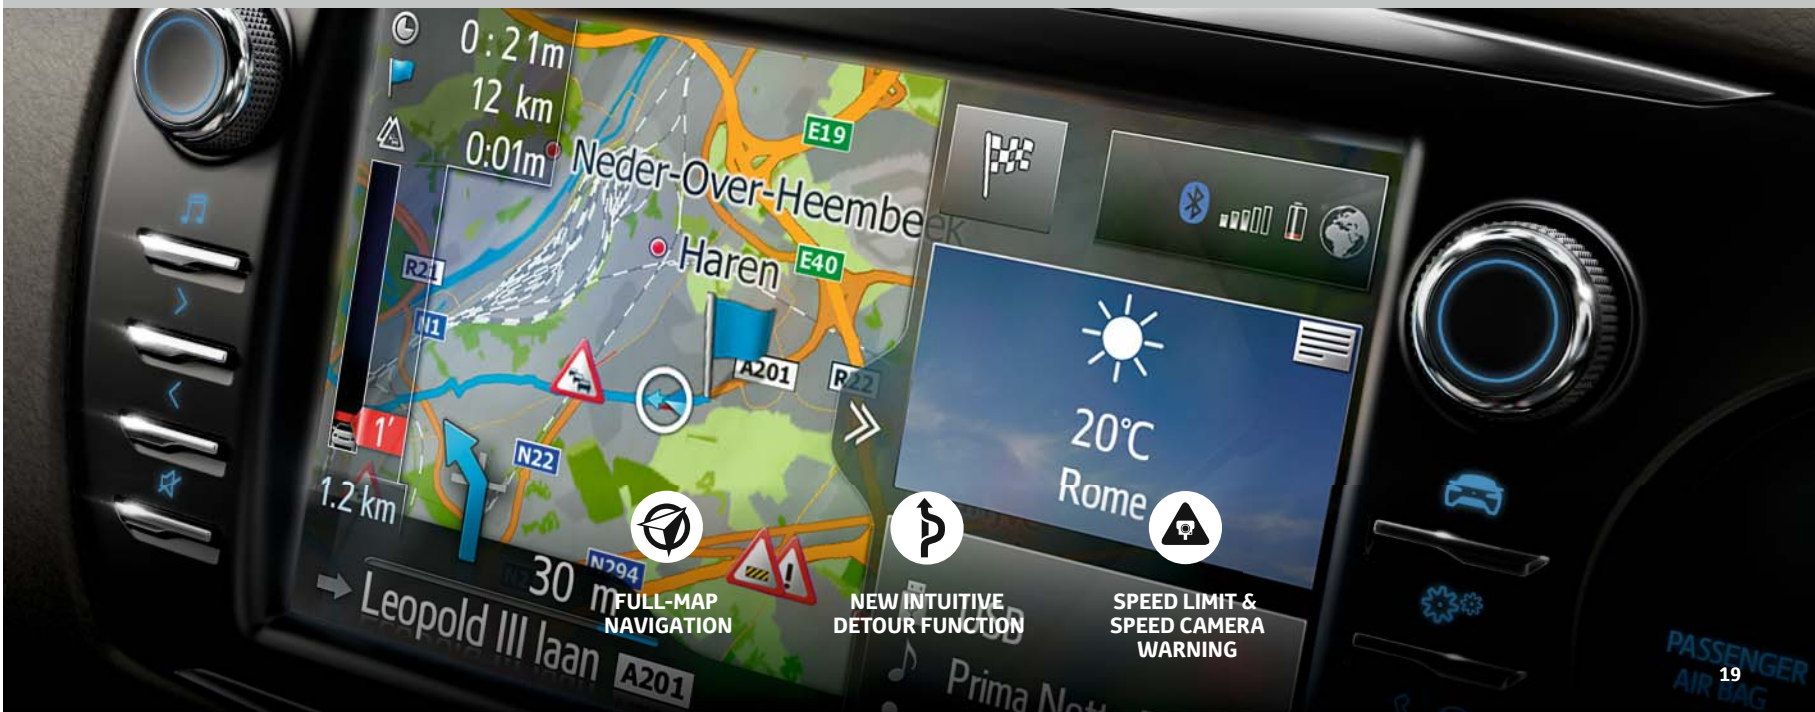 0:21m
12 km
0:01m
E19
Neder-Over-Heembeek
Haren
E40
R21
N1
A201
R22
1'
N22
1.2 km
20°C
Rome
N294
30 m
Leopold III laan
A201
USB
Prima
FULL-MAP
NAVIGATION
NEW INTUITIVE
DETOUR FUNCTION
SPEED LIMIT &
SPEED CAMERA
WARNING
PASSENGER
AIR BAG
19